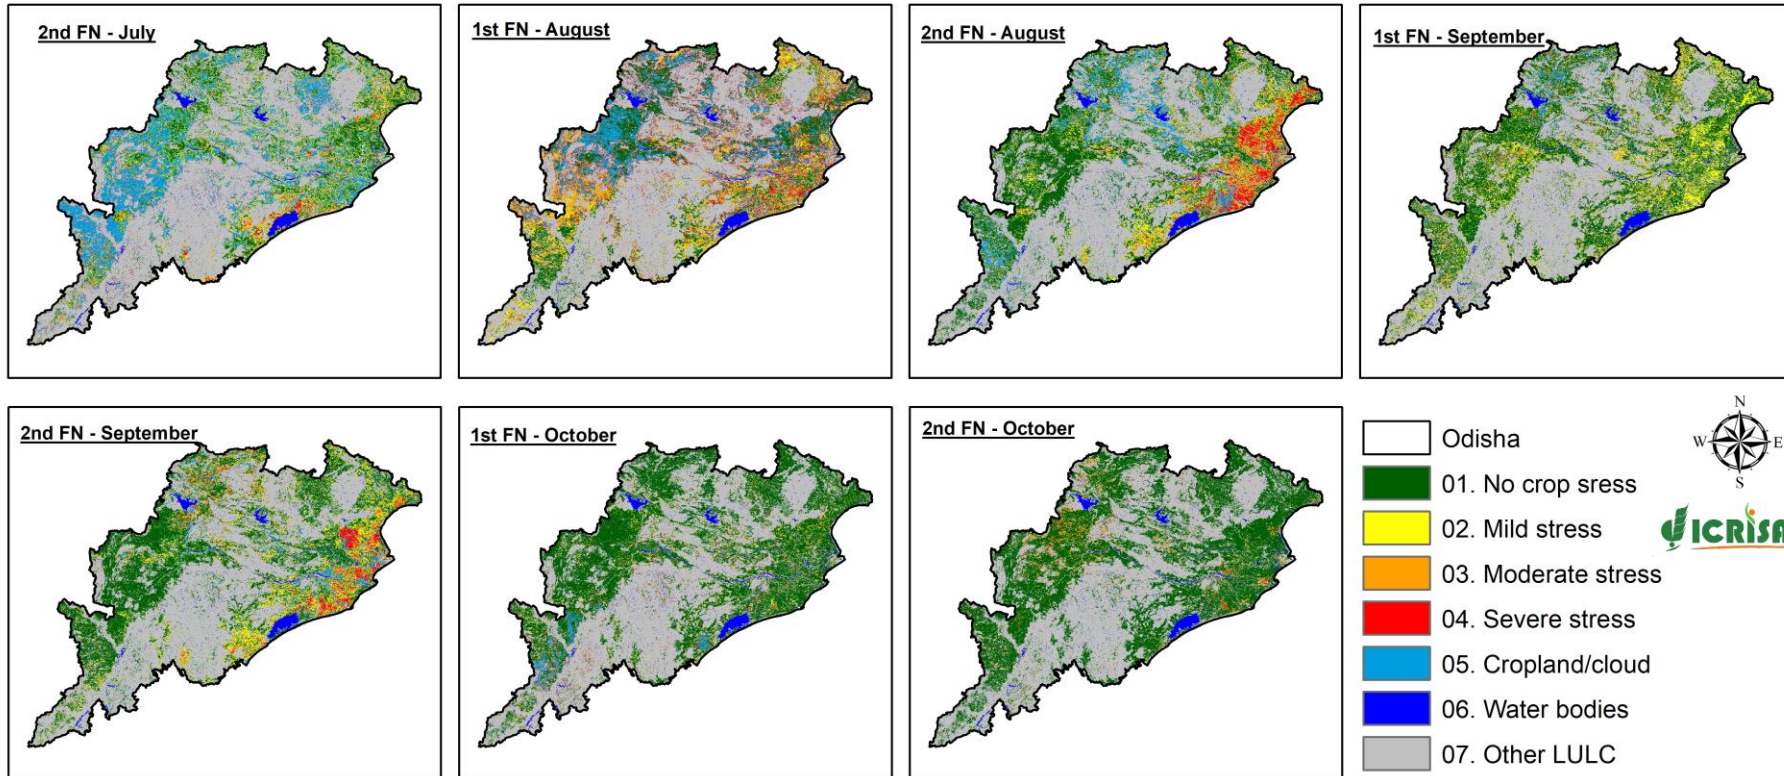 2nd FN - July
1st FN - August
2nd FN - August
1st FN - September
2nd FN - September
1st FN - October
2nd FN - October
Odisha
01. No crop sress
02. Mild stress
03. Moderate stress
04. Severe stress
05. Cropland/cloud
06. Water bodies
07. Other LULC
N
W E
S
ICRISA